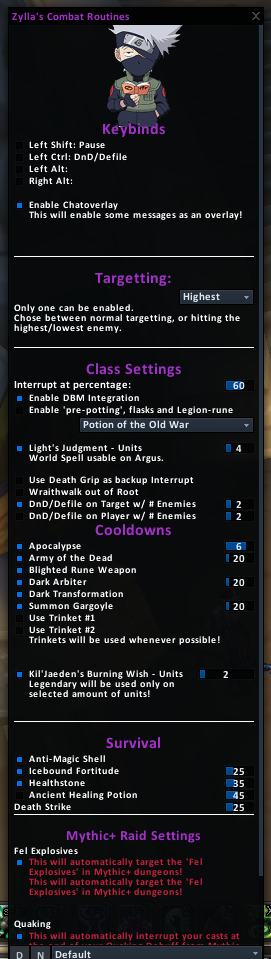 Zylla's Combat Routines
Keybinds
Left Shift: Pause
Left Ctrl: DnD/Defile
Left Alt:
Right Alt:
Enable Chatoverlay
This will enable some messages as an overlay!
Targetting:
Highest
Only one can be enabled.
Chose between normal targetting, or hitting the
highest/lowest enemy.
Class Settings
Interrupt at percentage: 60
Enable DBM Integration
Enable 'pre-potting', flasks and Legion-rune
Potion of the Old War
Light's Judgment - Units 4
World Spell usable on Argus.
Use Death Grip as backup Interrupt
Wraithwalk out of Root
DnD/Defile on Target w/ # Enemies 2
DnD/Defile on Player w/ # Enemies 2
Cooldowns
Apocalypse 6
Army of the Dead 20
Blighted Rune Weapon
Dark Arbiter 20
Dark Transformation
Summon Gargoyle 20
Use Trinket #1
Use Trinket #2
Trinkets will be used whenever possible!
Kil'Jaeden's Burning Wish - Units 2
Legendary will be used only on
selected amount of units!
Survival
Anti-Magic Shell
Icebound Fortitude 25
Healthstone 35
Ancient Healing Potion 45
Death Strike 25
Mythic+ Raid Settings
Fel Explosives
This will automatically target the 'Fel
Explosives' in Mythic+ dungeons!
This will automatically target the 'Fel
Explosives' in Mythic+ dungeons!
Quaking
This will automatically interrupt your casts at
D N Default